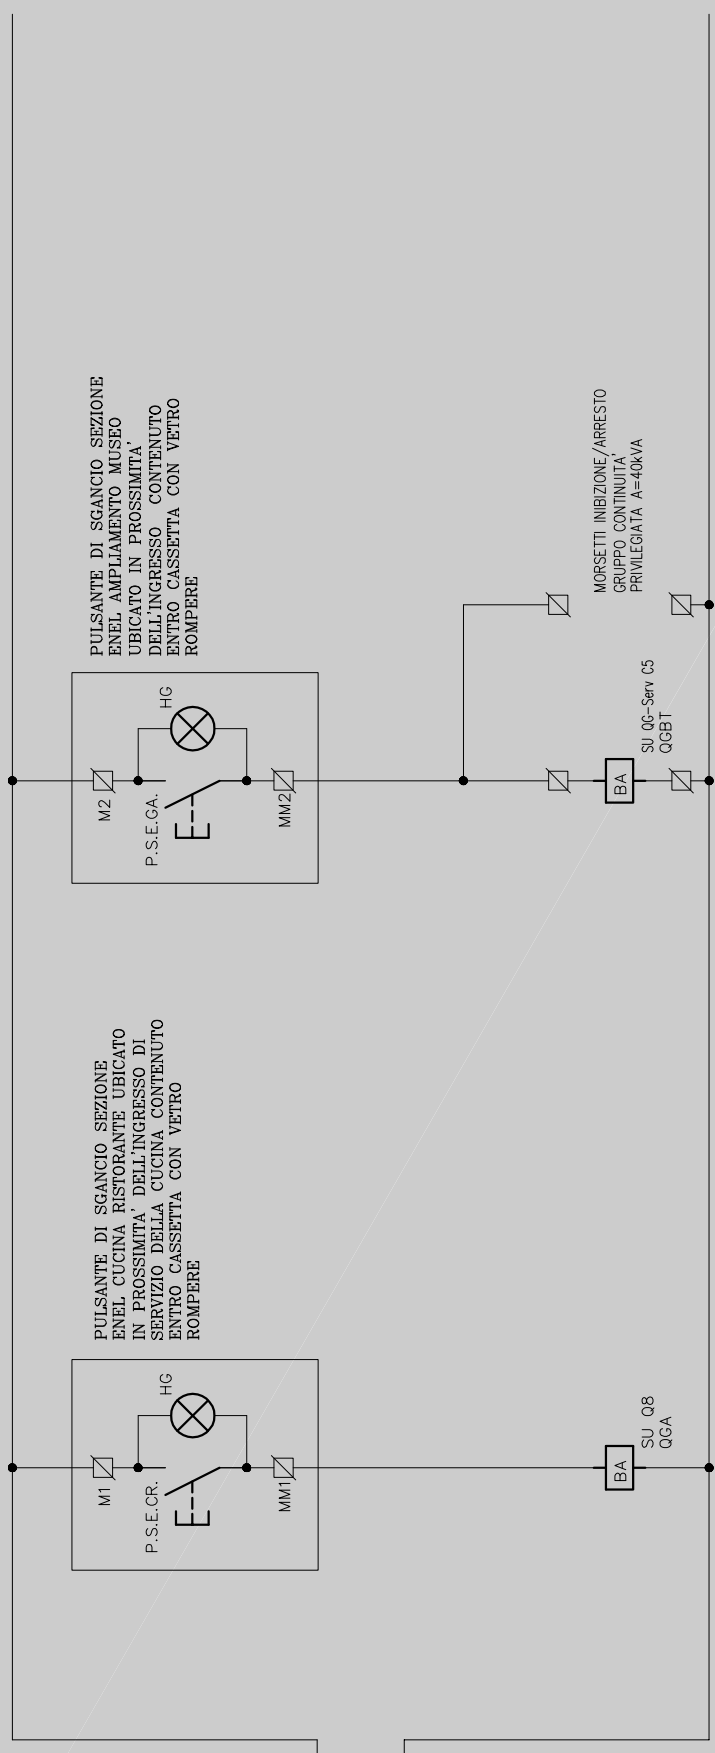 PULSANTE DI SGANCIO SEZIONE
ENEL CUCINA RISTORANTE UBICATO
IN PROSSIMITA' DELL'INGRESSO DI
SERVIZIO DELLA CUCINA CONTENUTO
ENTRO CASSETTA CON VETRO
ROMPERE
M1
HG
P.S.E.CR.
MM1
BA
SU Q8
QGA
PULSANTE DI SGANCIO SEZIONE
ENEL AMPLIAMENTO MUSEO
UBICATO IN PROSSIMITA'
DELL'INGRESSO CONTENUTO
ENTRO CASSETTA CON VETRO
ROMPERE
M2
HG
P.S.E.GA.
MM2
BA
SU QG-Serv C5
QGBT
MORSETTI INIBIZIONE/ARRESTO
GRUPPO CONTINUITA'
PRIVILEGIATA A=40kVA